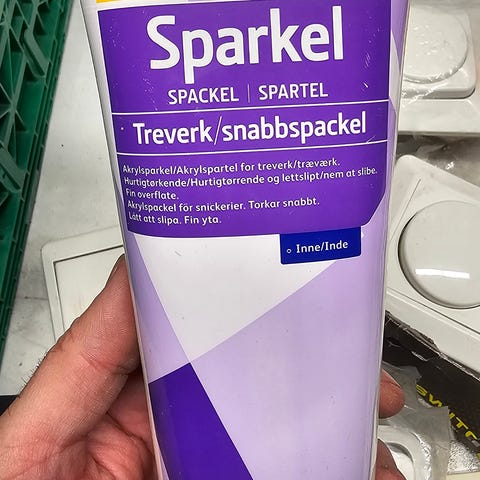 Sparkel
SPACKEL | SPARTEL
Treverk/snabbspackel
Akrylsparkel/Akrylspartel for treverk/træværk.
Hurtigtørkende/Hurtigtørrende og lettslipt/nem at slibe.
Fin overflate.
Akrylspackel för snickerier. Torkar snabbt.
Lätt att slipa. Fin yta.
Inne/Inde
SWITC